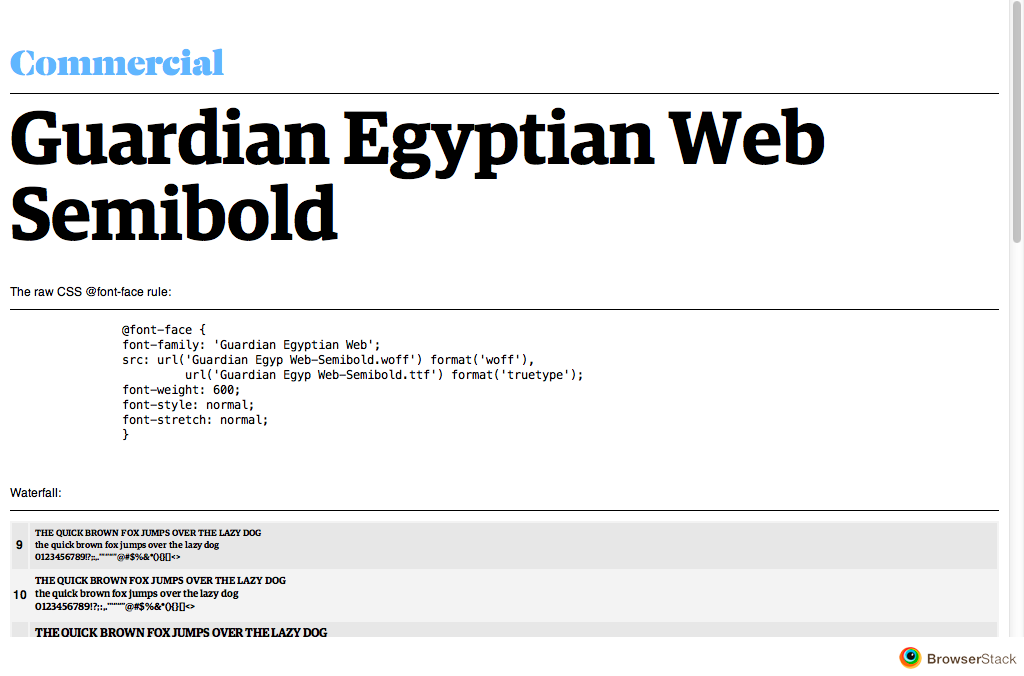 Commercial
Guardian Egyptian Web
Semibold
The raw CSS @font-face rule:
@font-face {
font-family: 'Guardian Egyptian Web';
src: url('Guardian Egyp Web-Semibold.woff') format('woff'),
url('Guardian Egyp Web-Semibold.ttf') format('truetype');
font-weight: 600;
font-style: normal;
font-stretch: normal;
}
Waterfall:
9
THE QUICK BROWN FOX JUMPS OVER THE LAZY DOG
the quick brown fox jumps over the lazy dog
0123456789!?;:,.
@#$%&*(){}[]<>
10
THE QUICK BROWN FOX JUMPS OVER THE LAZY DOG
the quick brown fox jumps over the lazy dog
0123456789!?;:,.
@#$%&*(){}[]<>
THE QUICK BROWN FOX JUMPS OVER THE LAZY DOG
BrowserStack